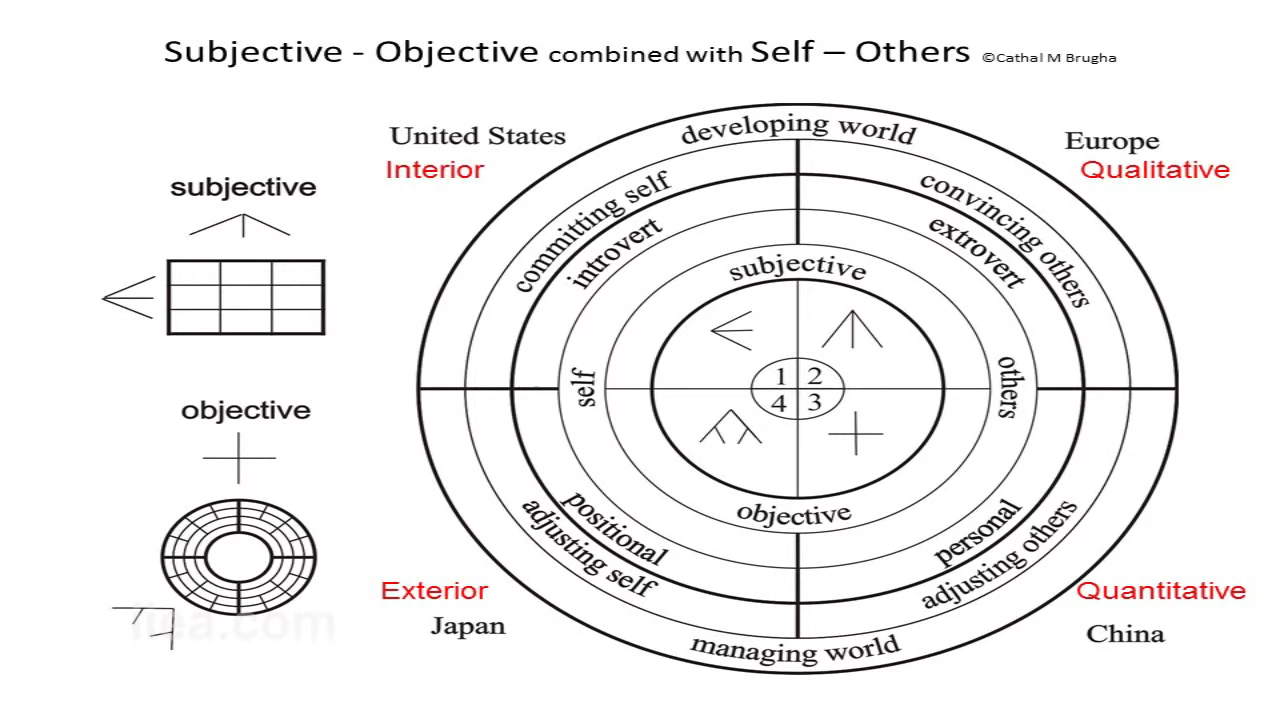 Subjective - Objective combined with Self – Others ©Cathal M Brugha
United States
Interior
Europe
Qualitative
developing world
committing self
convincing others
introvert
extrovert
subjective
subjective
1 2
4 3
self
others
objective
objective
positional
personal
adjusting self
adjusting others
managing world
Exterior
Japan
Quantitative
China